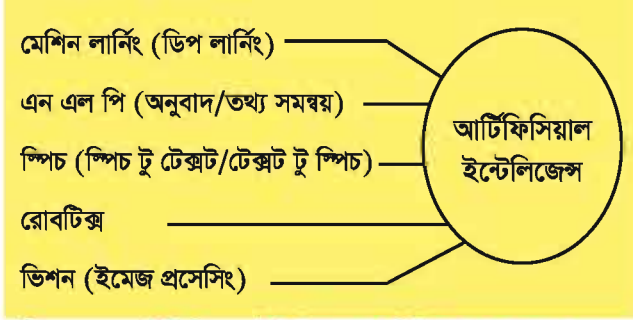 মেশিন লার্নিং (ডিপ লার্নিং)
এন এল পি (অনুবাদ/তথ্য সমন্বয়)
স্পিচ (স্পিচ টু টেক্সট/টেক্সট টু স্পিচ)
রোবটিক্স
ভিশন (ইমেজ প্রসেসিং)
আর্টিফিসিয়াল
ইন্টেলিজেন্স